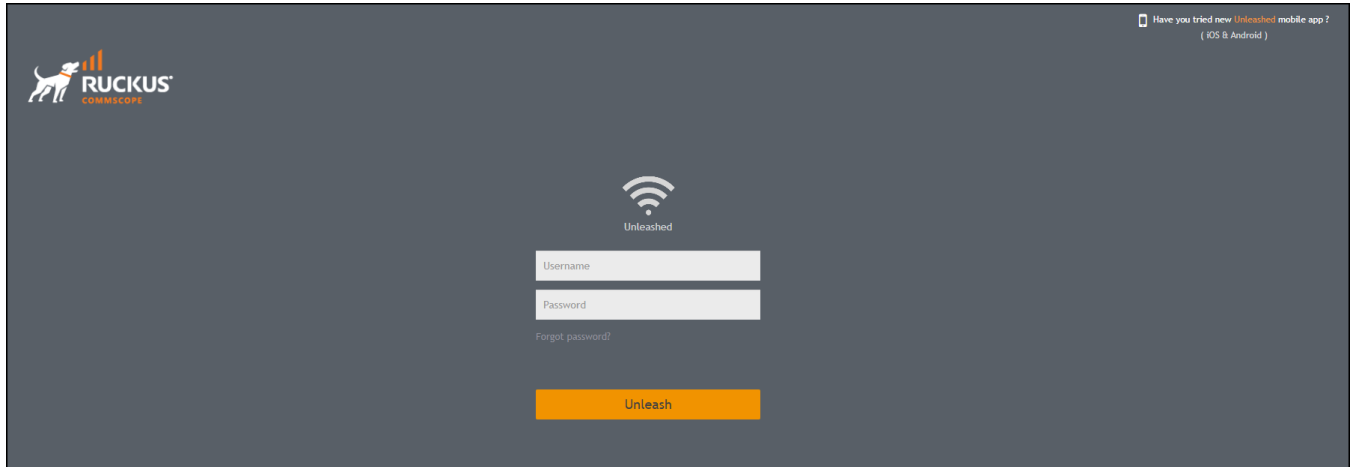 Have you tried new Unleashed mobile app ?
( iOS & Android )
RUCKUS®
COMMSCOPE
Unleashed
Username
Password
Forgot password?
Unleash